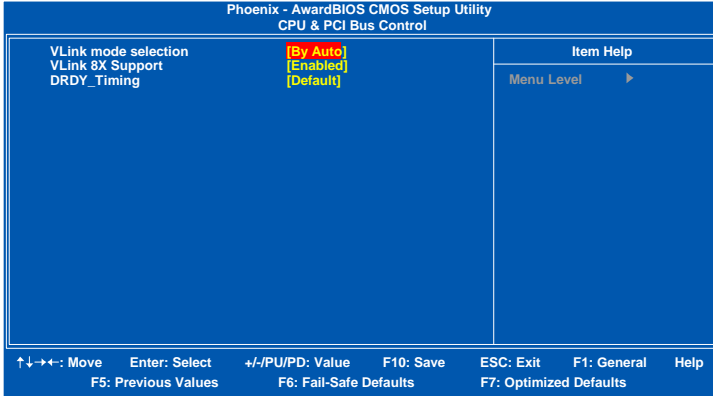 Phoenix - AwardBIOS CMOS Setup Utility
CPU & PCI Bus Control
VLink mode selection [By Auto]
VLink 8X Support [Enabled]
DRDY_Timing [Default]
Item Help
Menu Level ▶
↑↓→←: Move Enter: Select +/-/PU/PD: Value F10: Save ESC: Exit F1: General Help
F5: Previous Values F6: Fail-Safe Defaults F7: Optimized Defaults